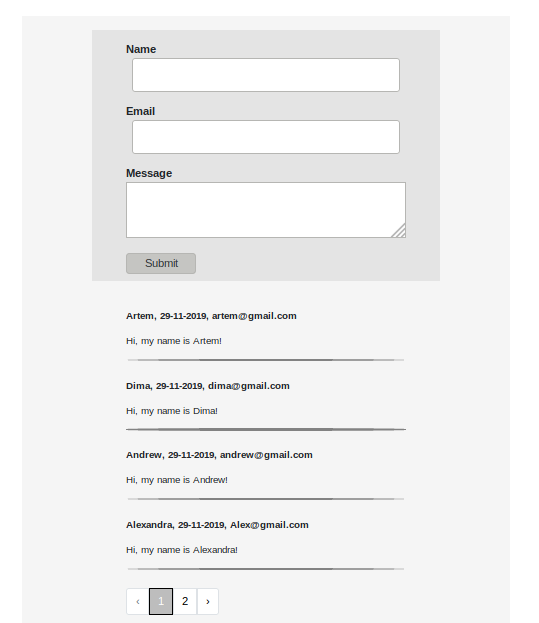 Name
Email
Message
Submit
Artem, 29-11-2019, artem@gmail.com
Hi, my name is Artem!
Dima, 29-11-2019, dima@gmail.com
Hi, my name is Dima!
Andrew, 29-11-2019, andrew@gmail.com
Hi, my name is Andrew!
Alexandra, 29-11-2019, Alex@gmail.com
Hi, my name is Alexandra!
‹ 1 2 ›